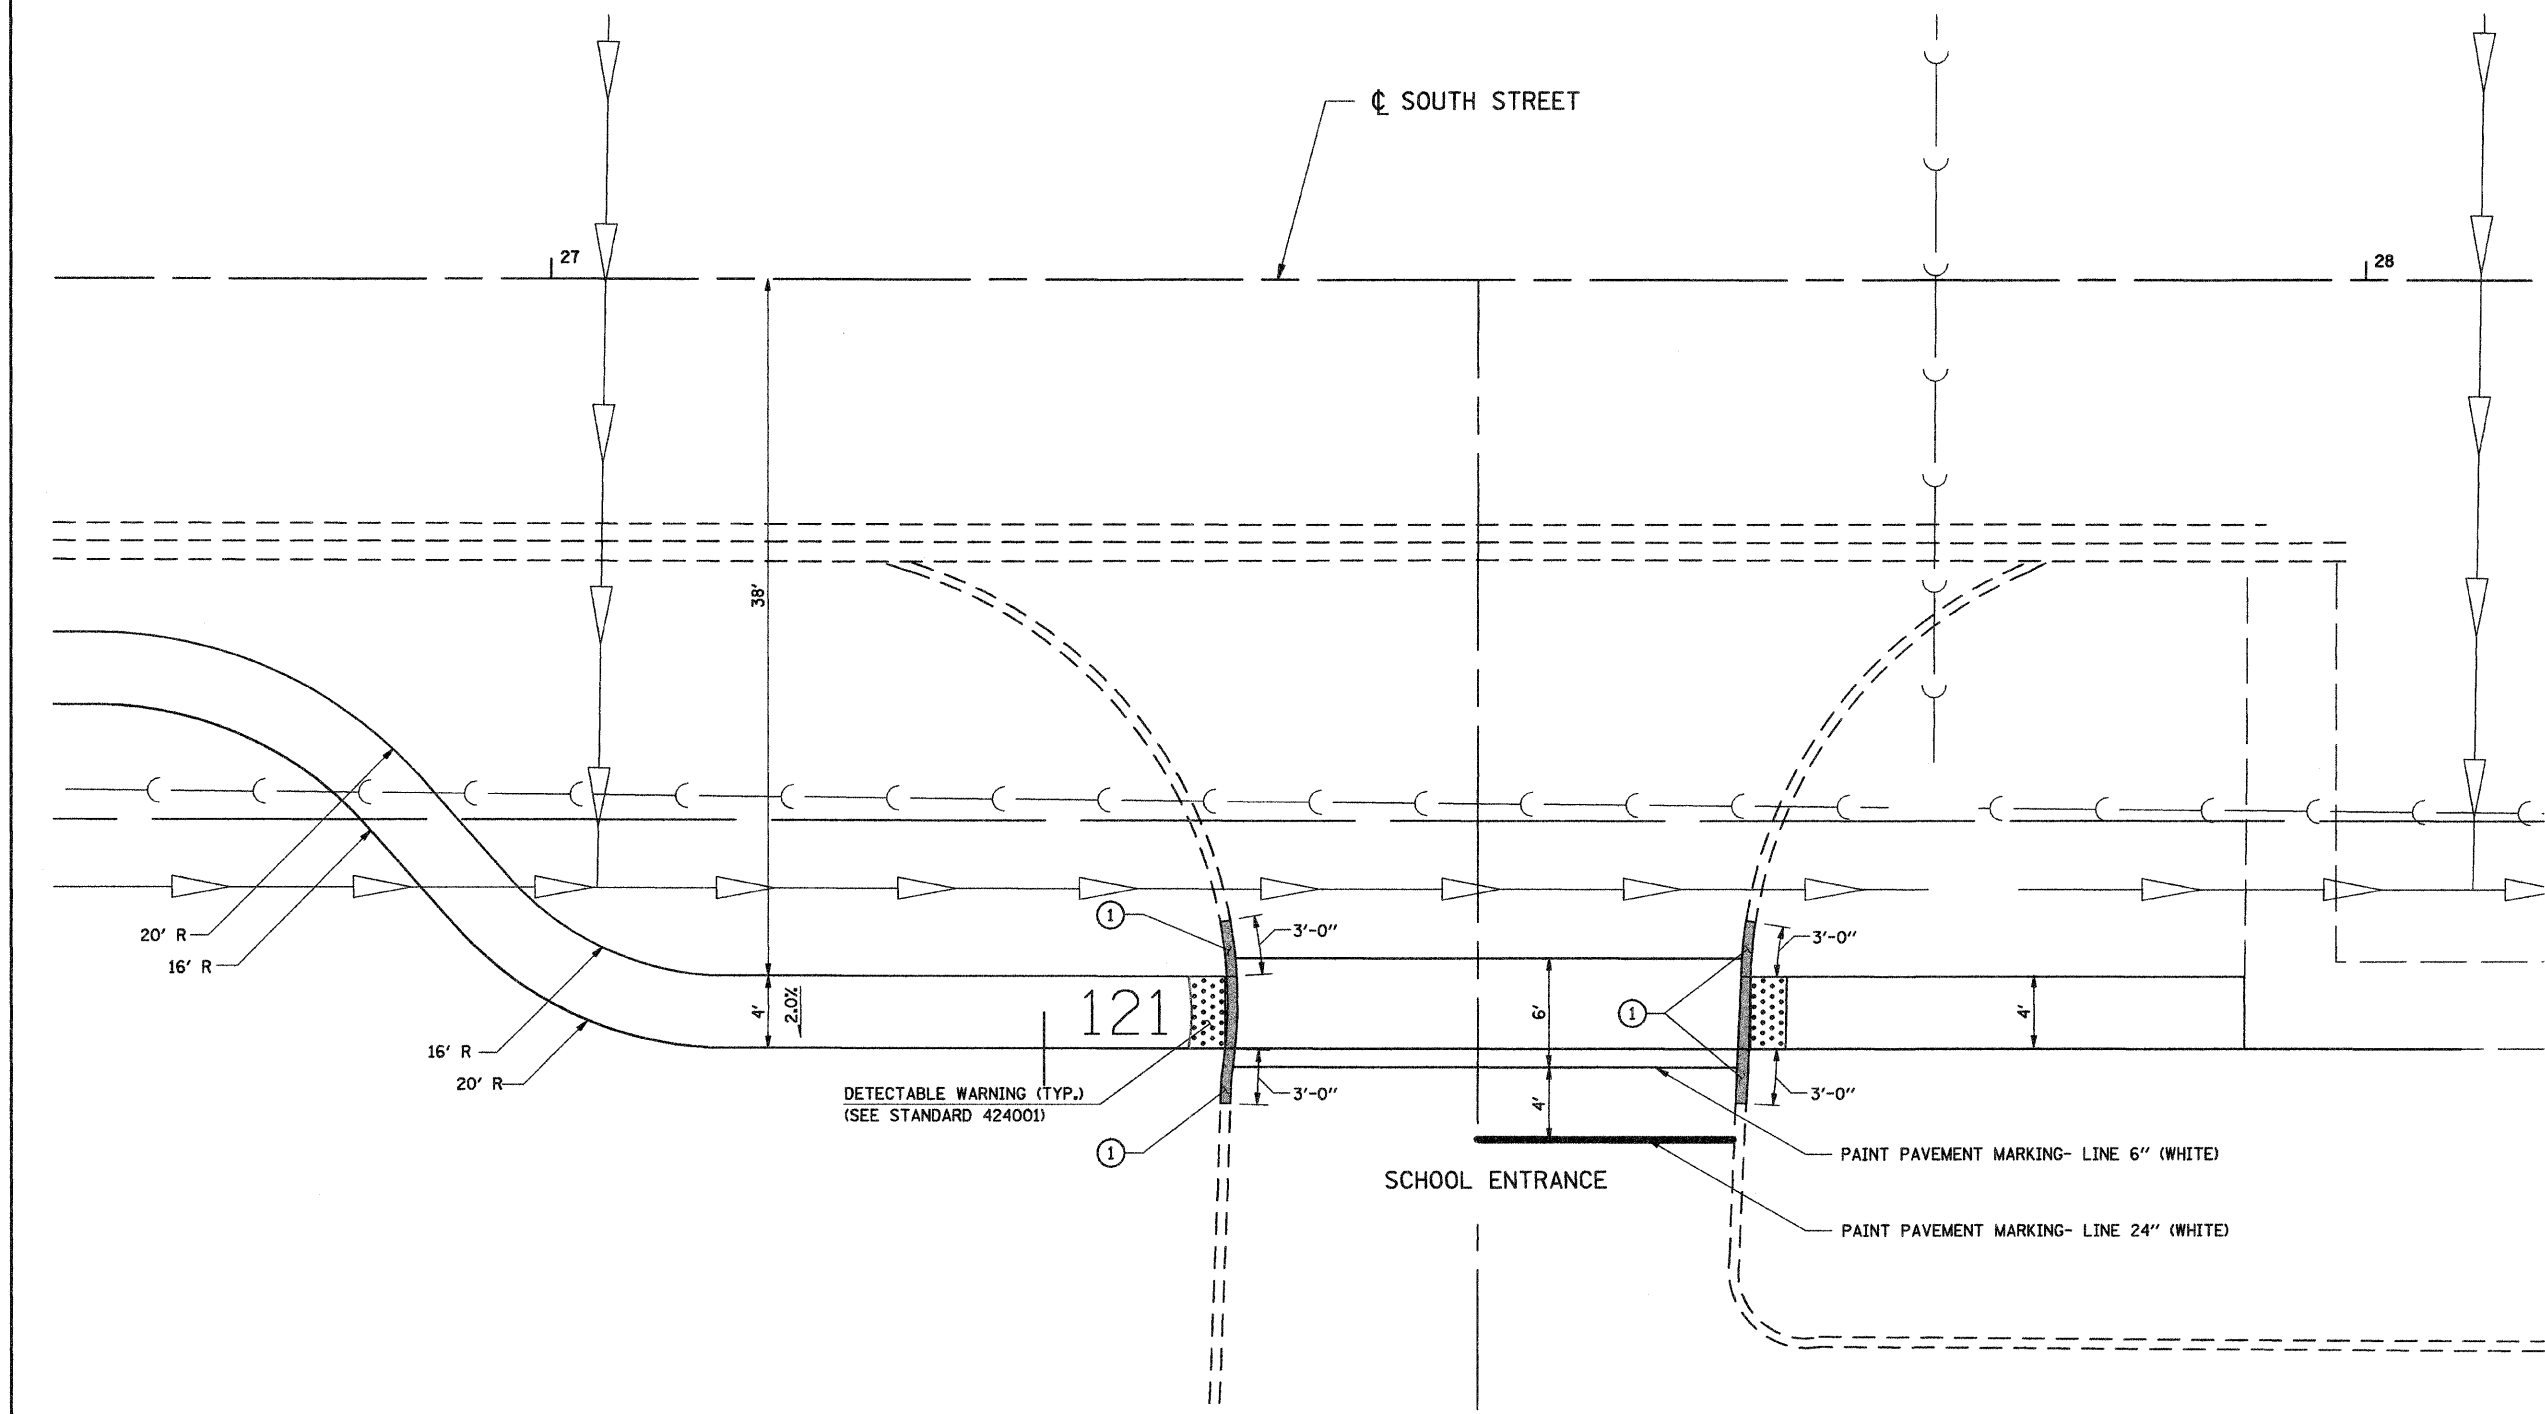 ℄ SOUTH STREET
27
28
38'
20' R
16' R
16' R
20' R
4'
2.0%
121
1
3'-0"
3'-0"
6'
1
4'
3'-0"
3'-0"
4'
DETECTABLE WARNING (TYP.)
(SEE STANDARD 424001)
1
PAINT PAVEMENT MARKING- LINE 6" (WHITE)
SCHOOL ENTRANCE
PAINT PAVEMENT MARKING- LINE 24" (WHITE)